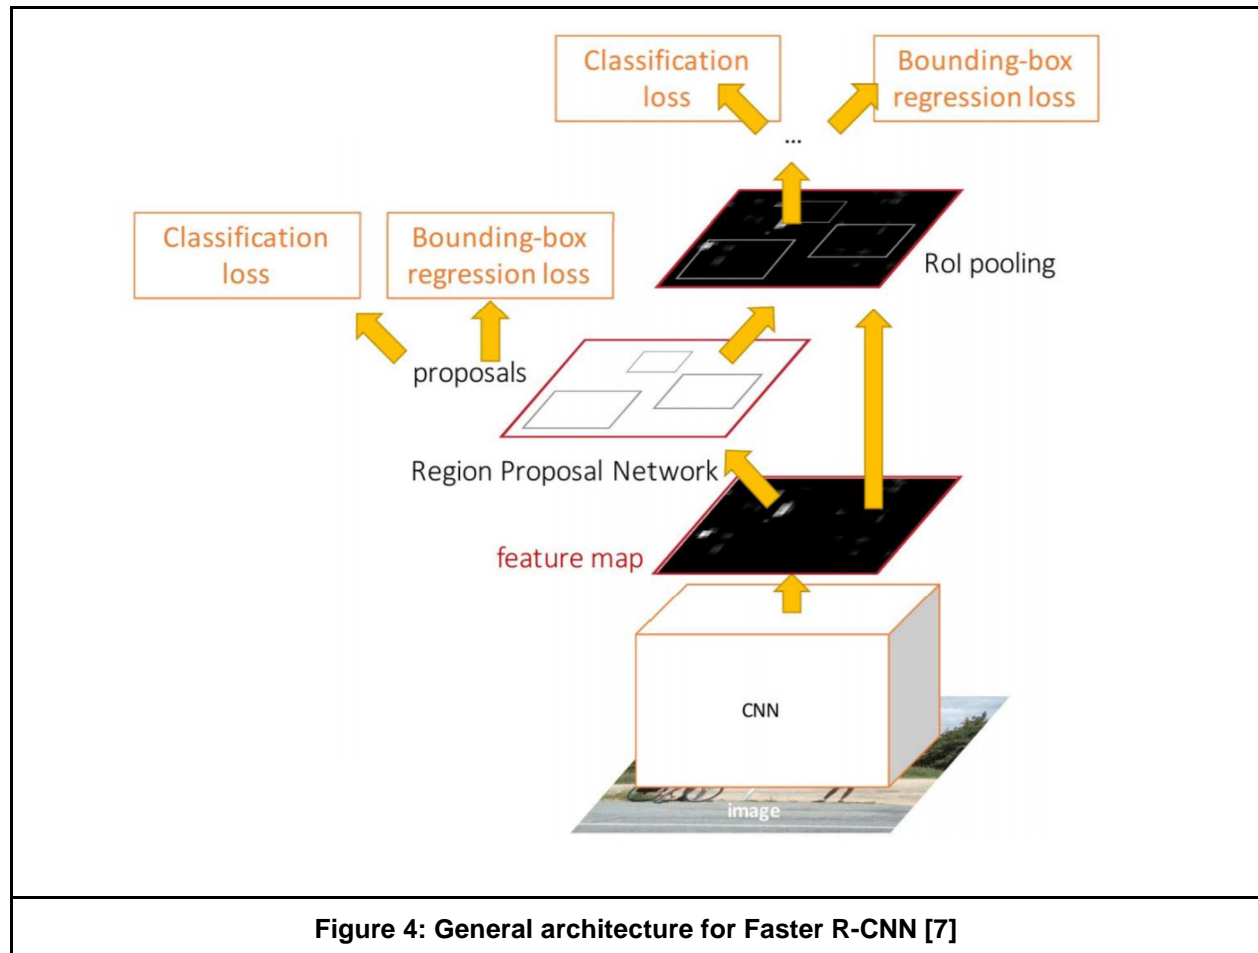 Classification
loss
Bounding-box
regression loss
...
Classification
loss
Bounding-box
regression loss
RoI pooling
proposals
Region Proposal Network
feature map
CNN
image
Figure 4: General architecture for Faster R-CNN [7]